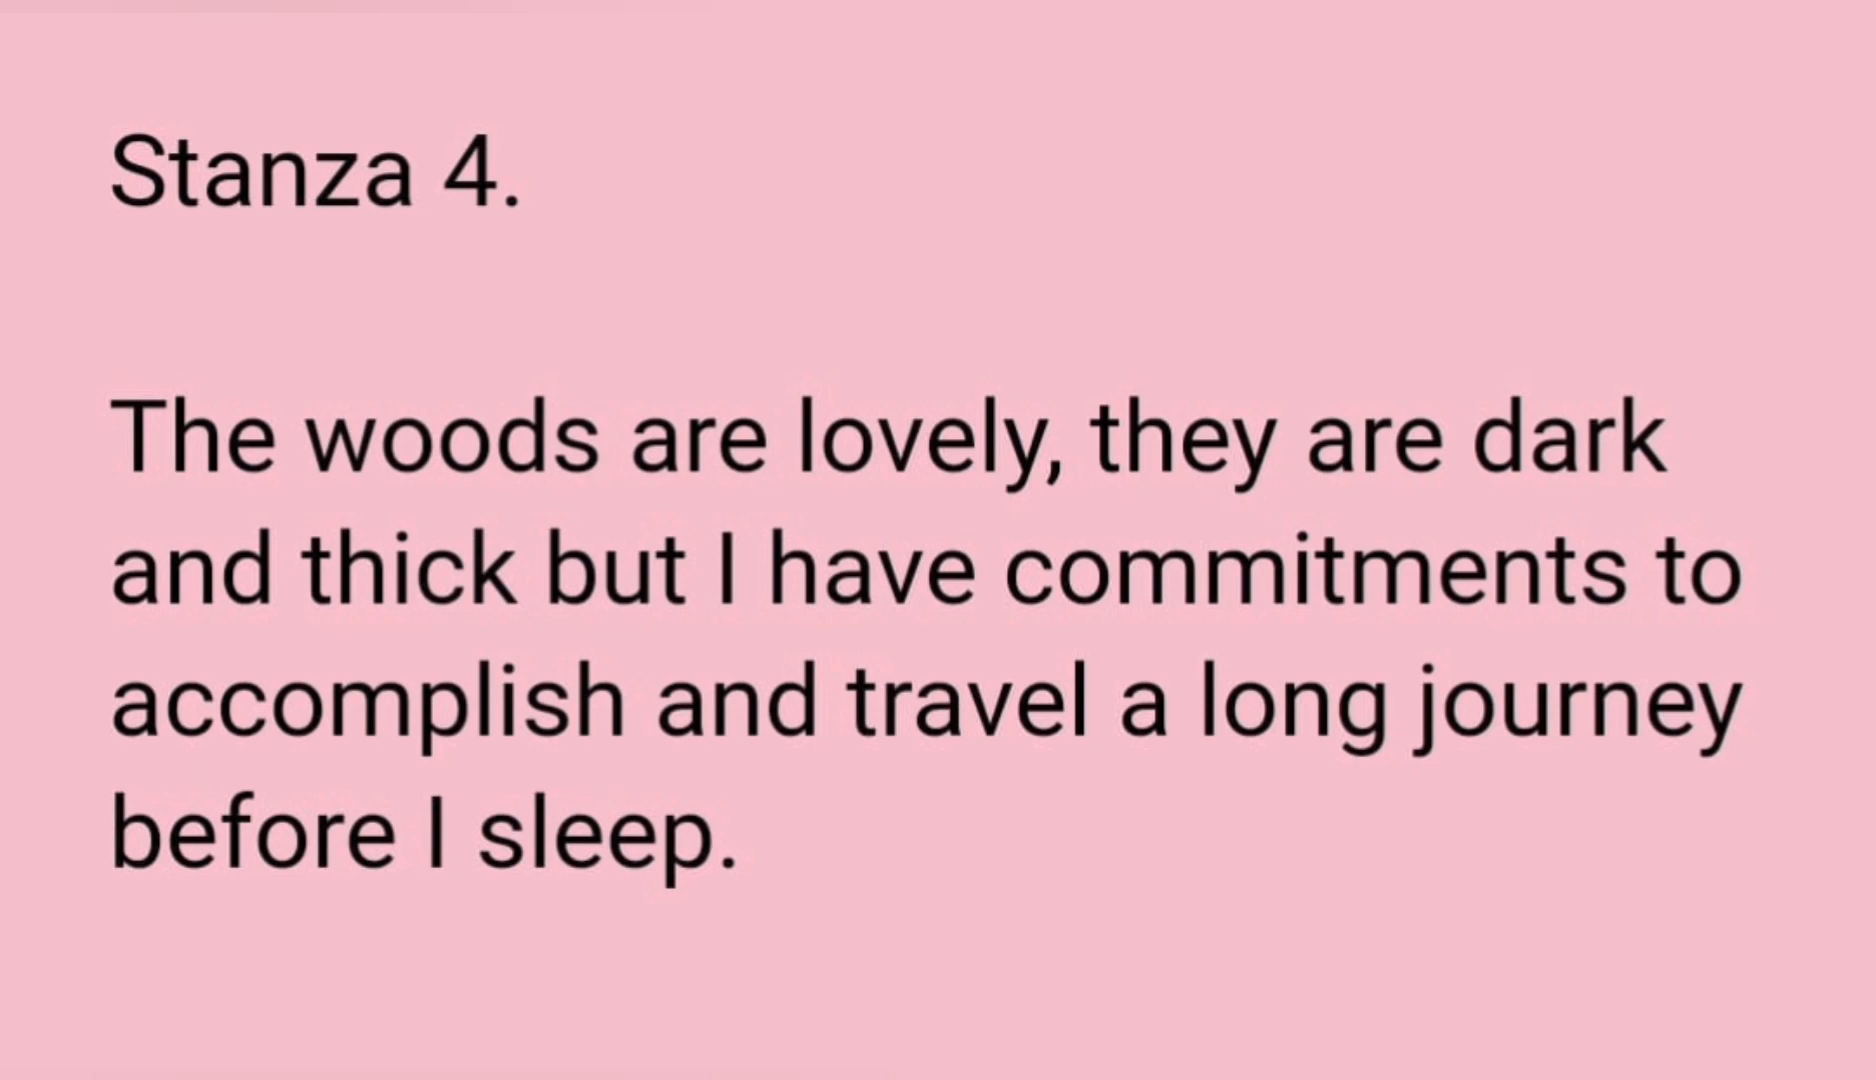 Stanza 4.
The woods are lovely, they are dark
and thick but I have commitments to
accomplish and travel a long journey
before I sleep.